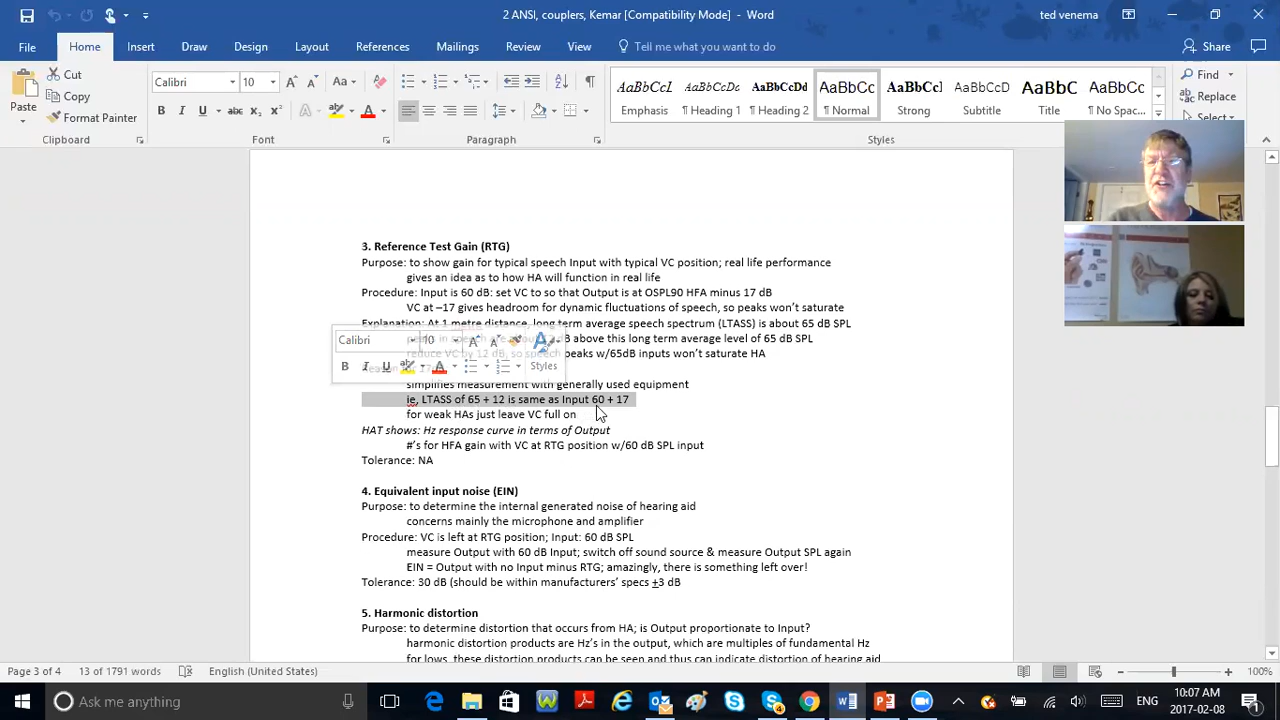 2 ANSI, couplers, Kemar [Compatibility Mode] - Word
ted venema
File Home Insert Draw Design Layout References Mailings Review View Tell me what you want to do Share
Cut
Copy
Format Painter
Paste
Clipboard
Calibri 10
Font
Paragraph
AaBbCcI AaBbCcDc AaBbCcDd AaBbCc AaBbCcI AaBbCcDd AaBbC AaBbCc
Emphasis ¶ Heading 1 ¶ Heading 2 ¶ Normal Strong Subtitle Title ¶ No Spac...
Styles
Find
Replace
Select
3. Reference Test Gain (RTG)
Purpose: to show gain for typical speech Input with typical VC position; real life performance
gives an idea as to how HA will function in real life
Procedure: Input is 60 dB: set VC to so that Output is at OSPL90 HFA minus 17 dB
VC at –17 gives headroom for dynamic fluctuations of speech, so peaks won't saturate
Explanation: At 1 metre distance, long term average speech spectrum (LTASS) is about 65 dB SPL
dB above this long term average level of 65 dB SPL
reduce VC by 12 dB, so speech peaks w/65dB inputs won't saturate HA
Calibri 10
Styles
simplifies measurement with generally used equipment
ie, LTASS of 65 + 12 is same as Input 60 + 17
for weak HAs just leave VC full on
HAT shows: Hz response curve in terms of Output
#'s for HFA gain with VC at RTG position w/60 dB SPL input
Tolerance: NA
4. Equivalent input noise (EIN)
Purpose: to determine the internal generated noise of hearing aid
concerns mainly the microphone and amplifier
Procedure: VC is left at RTG position; Input: 60 dB SPL
measure Output with 60 dB Input; switch off sound source & measure Output SPL again
EIN = Output with no Input minus RTG; amazingly, there is something left over!
Tolerance: 30 dB (should be within manufacturers' specs ±3 dB
5. Harmonic distortion
Purpose: to determine distortion that occurs from HA; is Output proportionate to Input?
harmonic distortion products are Hz's in the output, which are multiples of fundamental Hz
for lows, these distortion products can be seen and thus can indicate distortion of hearing aid
Page 3 of 4 13 of 1791 words English (United States) 100%
Ask me anything
ENG
10:07 AM
2017-02-08